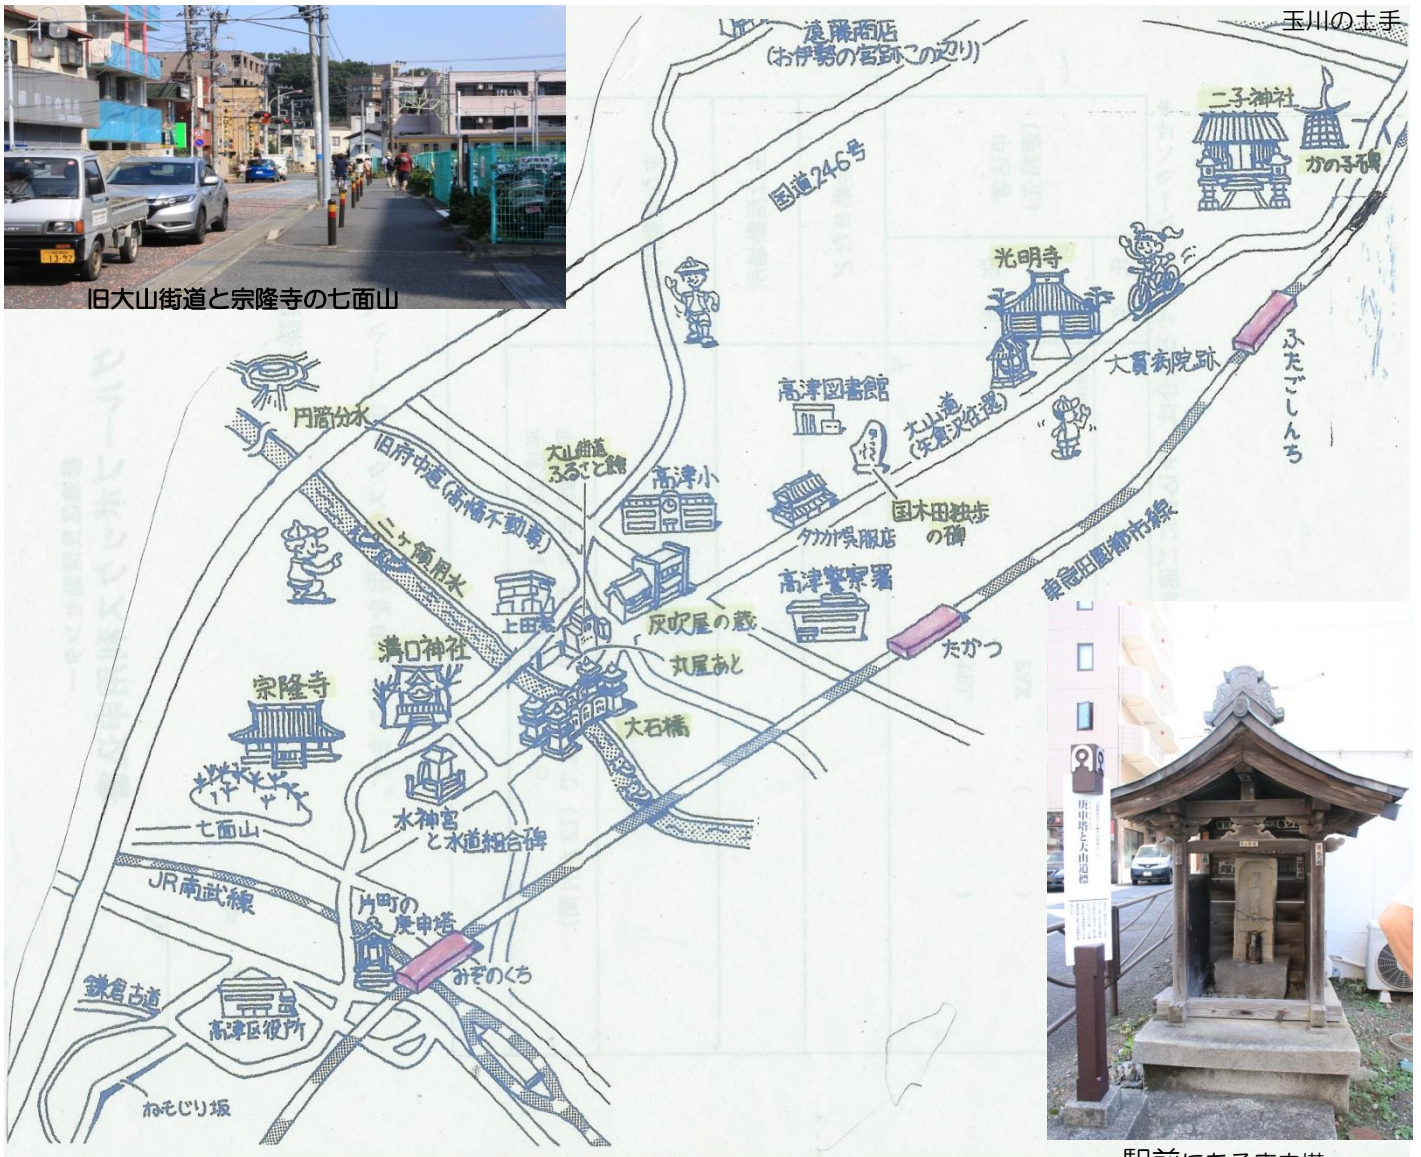 玉川の土手
遠藤商店
(お伊勢の宮跡この辺り)
二子神社
かの子碑
国道246号
光明寺
旧大山街道と宗隆寺の七面山
1392
大貫病院跡
ふたごしんち
高津図書館
大山道
(矢倉沢往還)
円筒分水
旧府中道(高幡不動尊)
大山街道
ふるさと館
高津小
国木田独歩
の碑
タナカヤ呉服店
二ヶ領用水
東急田園都市線
高津警察署
上田家
灰吹屋の蔵
たかつ
溝口神社
丸屋あと
宗隆寺
大石橋
水神宮
と水道組合碑
七面山
JR南武線
片町の
庚申塔
みぞのくち
鎌倉古道
高津区役所
ねもじり坂
庚申塔と大山道標